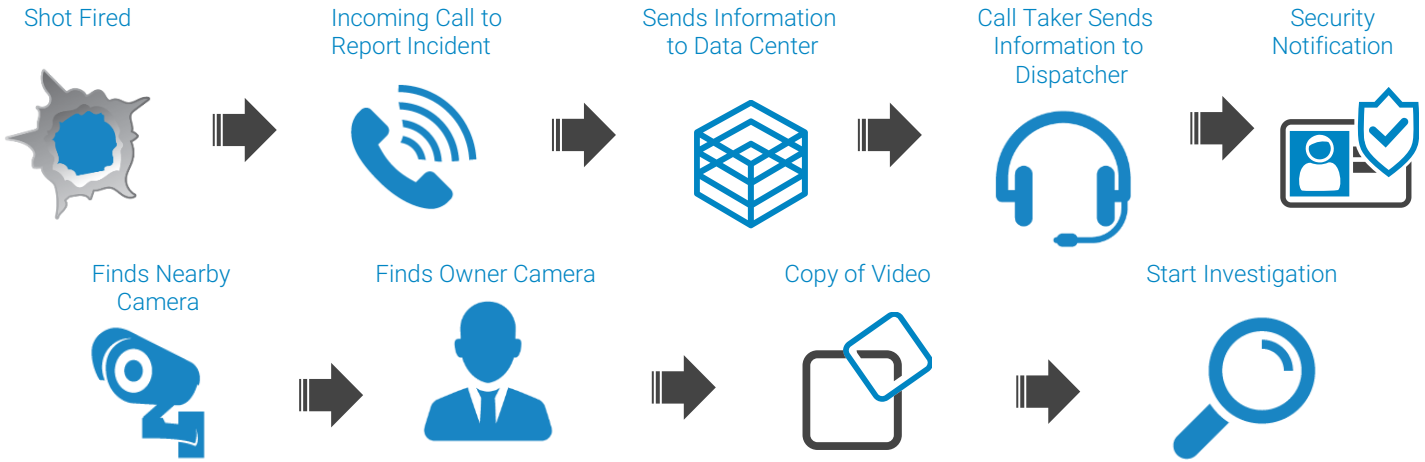 Shot Fired
Incoming Call to
Report Incident
Sends Information
to Data Center
Call Taker Sends
Information to
Dispatcher
Security
Notification
Finds Nearby
Camera
Finds Owner Camera
Copy of Video
Start Investigation